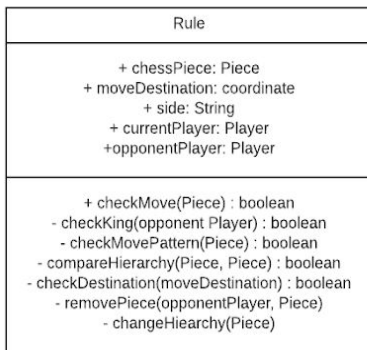 Rule
+ chessPiece: Piece
+ moveDestination: coordinate
+ side: String
+ currentPlayer: Player
+opponentPlayer: Player
+ checkMove(Piece) : boolean
- checkKing(opponent Player) : boolean
- checkMovePattern(Piece) : boolean
- compareHierarchy(Piece, Piece) : boolean
- checkDestination(moveDestination) : boolean
- removePiece(opponentPlayer, Piece)
- changeHiearchy(Piece)